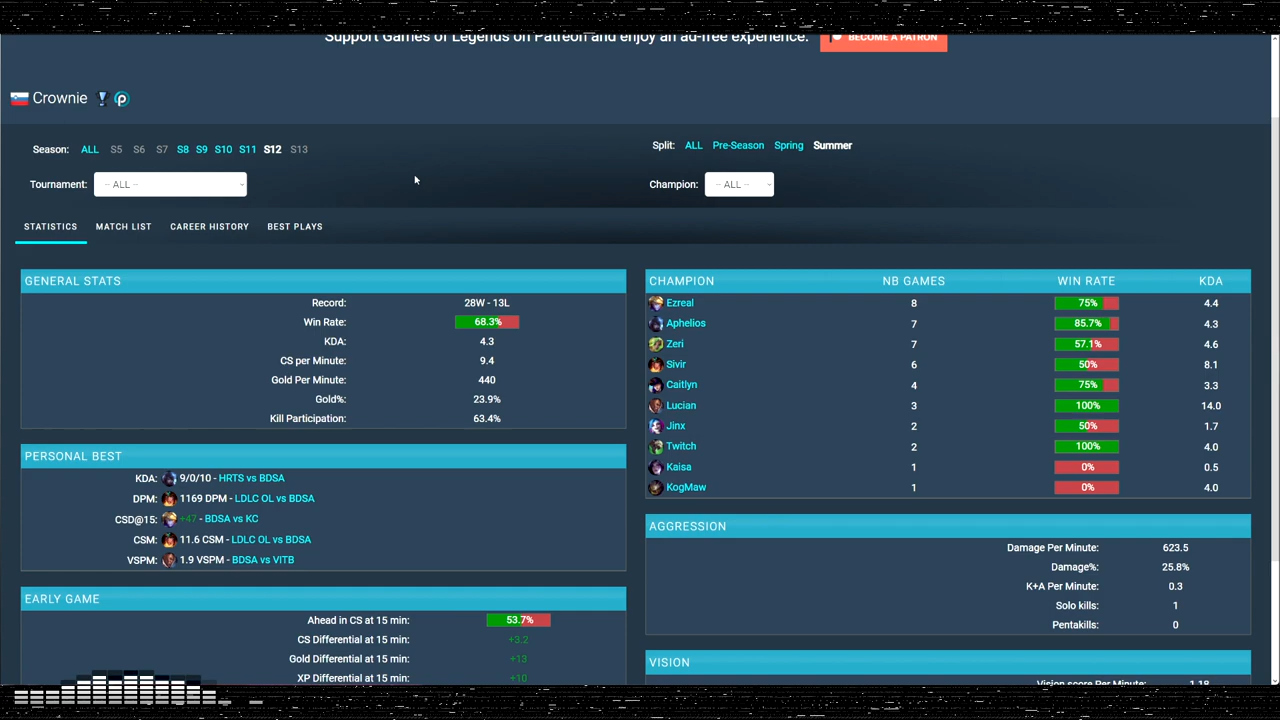 Support Games of Legends on Patreon and enjoy an ad-free experience. BECOME A PATRON
Crownie
Season: ALL S5 S6 S7 S8 S9 S10 S11 S12 S13
Split: ALL Pre-Season Spring Summer
Tournament: -- ALL --
Champion: -- ALL --
STATISTICS MATCH LIST CAREER HISTORY BEST PLAYS
GENERAL STATS
Record: 28W - 13L
Win Rate: 68.3%
KDA: 4.3
CS per Minute: 9.4
Gold Per Minute: 440
Gold%: 23.9%
Kill Participation: 63.4%
PERSONAL BEST
KDA: 9/0/10 - HRTS vs BDSA
DPM: 1169 DPM - LDLC OL vs BDSA
CSD@15: +47 - BDSA vs KC
CSM: 11.6 CSM - LDLC OL vs BDSA
VSPM: 1.9 VSPM - BDSA vs VITB
EARLY GAME
Ahead in CS at 15 min: 53.7%
CS Differential at 15 min: +3.2
Gold Differential at 15 min: +13
XP Differential at 15 min: +10
CHAMPION NB GAMES WIN RATE KDA
Ezreal 8 75% 4.4
Aphelios 7 85.7% 4.3
Zeri 7 57.1% 4.6
Sivir 6 50% 8.1
Caitlyn 4 75% 3.3
Lucian 3 100% 14.0
Jinx 2 50% 1.7
Twitch 2 100% 4.0
Kaisa 1 0% 0.5
KogMaw 1 0% 4.0
AGGRESSION
Damage Per Minute: 623.5
Damage%: 25.8%
K+A Per Minute: 0.3
Solo kills: 1
Pentakills: 0
VISION
Vision score Per Minute: 1.18